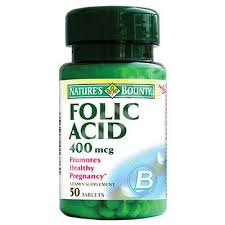 NATURE'S BOUNTY®
FOLIC
ACID
400 mcg
Promotes
Healthy
Pregnancy*
B
VITAMIN SUPPLEMENT
50 TABLETS